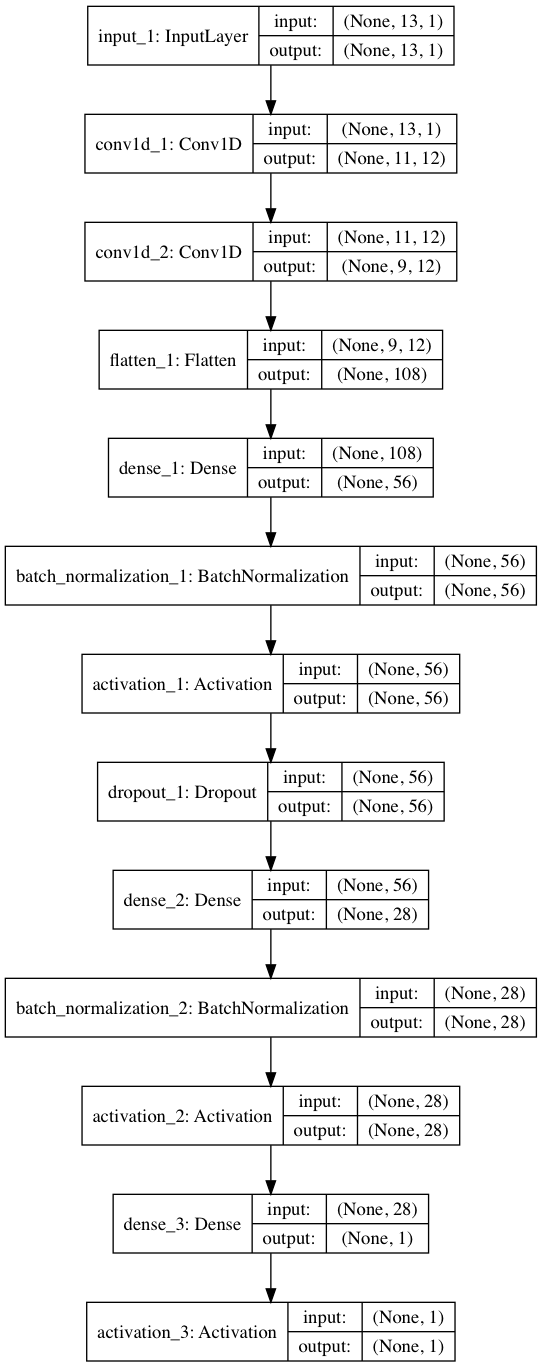 input_1: InputLayer
input: (None, 13, 1)
output: (None, 13, 1)
conv1d_1: Conv1D
input: (None, 13, 1)
output: (None, 11, 12)
conv1d_2: Conv1D
input: (None, 11, 12)
output: (None, 9, 12)
flatten_1: Flatten
input: (None, 9, 12)
output: (None, 108)
dense_1: Dense
input: (None, 108)
output: (None, 56)
batch_normalization_1: BatchNormalization
input: (None, 56)
output: (None, 56)
activation_1: Activation
input: (None, 56)
output: (None, 56)
dropout_1: Dropout
input: (None, 56)
output: (None, 56)
dense_2: Dense
input: (None, 56)
output: (None, 28)
batch_normalization_2: BatchNormalization
input: (None, 28)
output: (None, 28)
activation_2: Activation
input: (None, 28)
output: (None, 28)
dense_3: Dense
input: (None, 28)
output: (None, 1)
activation_3: Activation
input: (None, 1)
output: (None, 1)